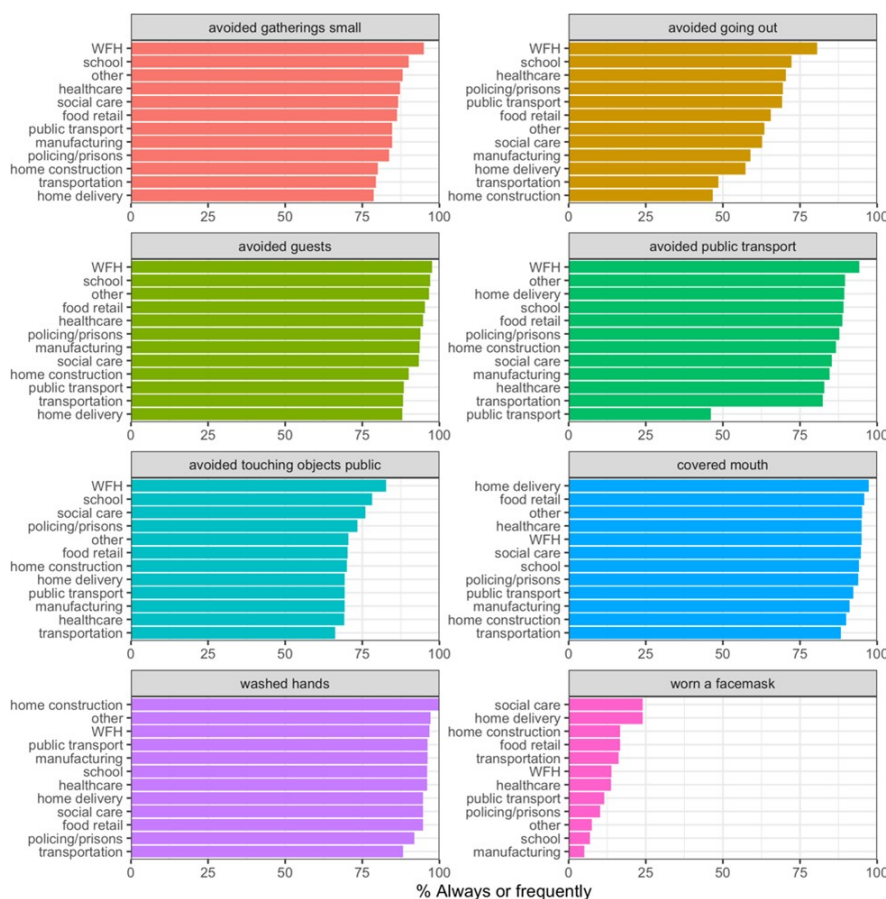 avoided gatherings small
WFH
school
other
healthcare
social care
food retail
public transport
manufacturing
policing/prisons
home construction
transportation
home delivery
0 25 50 75 100
avoided going out
WFH
school
healthcare
policing/prisons
public transport
food retail
other
social care
manufacturing
home delivery
transportation
home construction
0 25 50 75 100
avoided guests
WFH
school
other
food retail
healthcare
policing/prisons
manufacturing
social care
home construction
public transport
transportation
home delivery
0 25 50 75 100
avoided public transport
WFH
other
home delivery
school
food retail
policing/prisons
home construction
social care
manufacturing
healthcare
transportation
public transport
0 25 50 75 100
avoided touching objects public
WFH
school
social care
policing/prisons
other
food retail
home construction
home delivery
public transport
manufacturing
healthcare
transportation
0 25 50 75 100
covered mouth
home delivery
food retail
other
healthcare
WFH
social care
school
policing/prisons
public transport
manufacturing
home construction
transportation
0 25 50 75 100
washed hands
home construction
other
WFH
public transport
manufacturing
school
healthcare
home delivery
social care
food retail
policing/prisons
transportation
0 25 50 75 100
worn a facemask
social care
home delivery
home construction
food retail
transportation
WFH
healthcare
public transport
policing/prisons
other
school
manufacturing
0 25 50 75 100
% Always or frequently